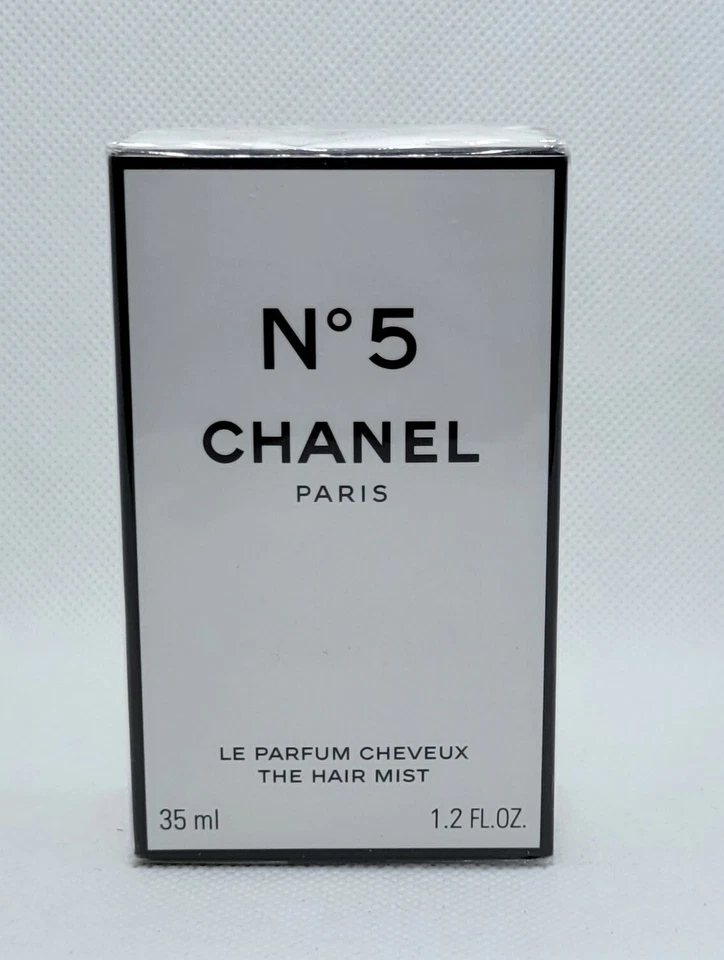 N° 5
CHANEL
PARIS
LE PARFUM CHEVEUX
THE HAIR MIST
35 ml 1.2 FL.OZ.